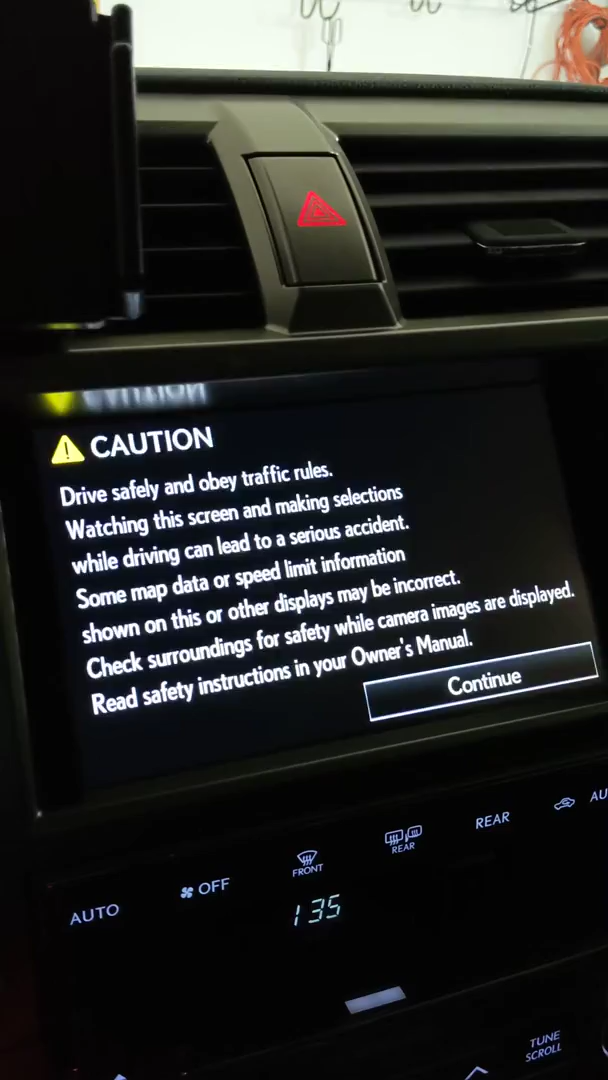 CAUTION
Drive safely and obey traffic rules.
Watching this screen and making selections
while driving can lead to a serious accident.
Some map data or speed limit information
shown on this or other displays may be incorrect.
Check surroundings for safety while camera images are displayed.
Read safety instructions in your Owner's Manual.
Continue
AUTO
OFF
FRONT
REAR
REAR
AU
135
TUNE
SCROLL